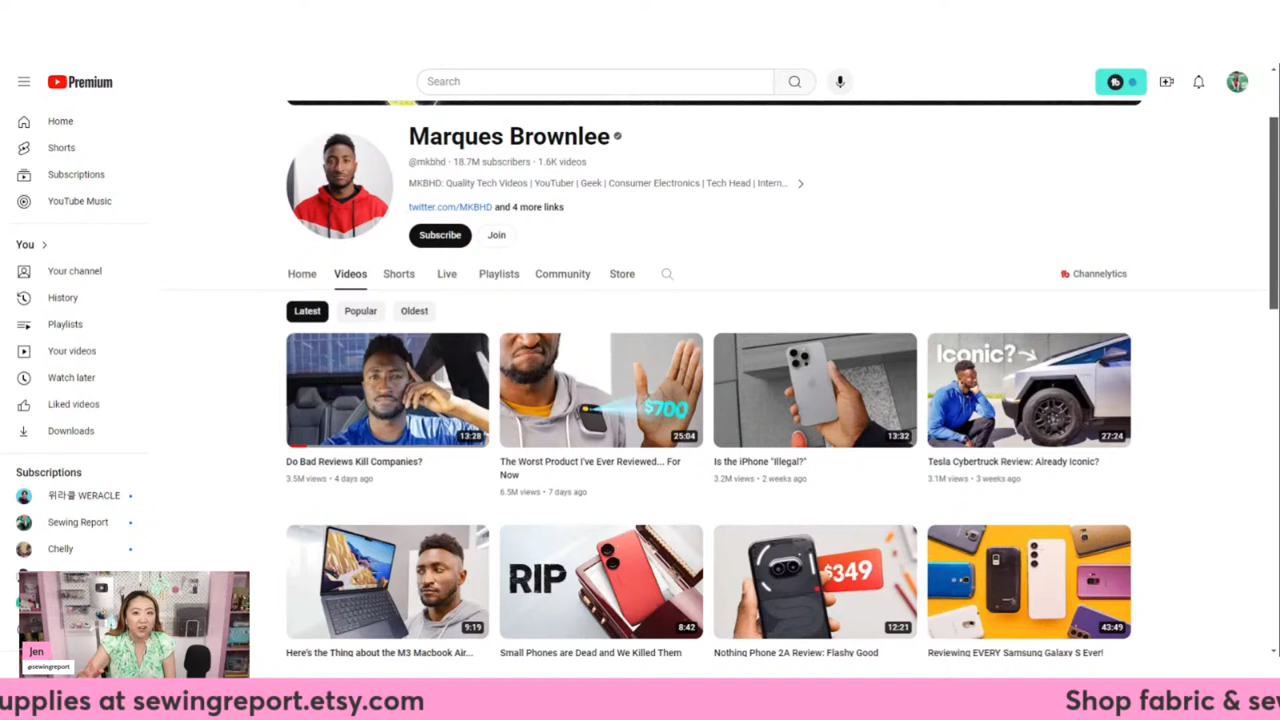 Premium
Search
Home
Shorts
Subscriptions
YouTube Music
You
Your channel
History
Playlists
Your videos
Watch later
Liked videos
Downloads
Subscriptions
위라클 WERACLE
Sewing Report
Chelly
Marques Brownlee
@mkbhd · 18.7M subscribers · 1.6K videos
MKBHD: Quality Tech Videos | YouTuber | Geek | Consumer Electronics | Tech Head | Intern...
twitter.com/MKBHD and 4 more links
Subscribe Join
Home Videos Shorts Live Playlists Community Store
Channelytics
Latest Popular Oldest
13:28
$700
25:04
13:32
Iconic?
27:24
Do Bad Reviews Kill Companies?
3.5M views • 4 days ago
The Worst Product I've Ever Reviewed... For
Now
6.5M views • 7 days ago
Is the iPhone "Illegal?"
3.2M views • 2 weeks ago
Tesla Cybertruck Review: Already Iconic?
3.1M views • 3 weeks ago
9:19
RIP
8:42
$349
12:21
43:49
Here's the Thing about the M3 Macbook Air...
Small Phones are Dead and We Killed Them
Nothing Phone 2A Review: Flashy Good
Reviewing EVERY Samsung Galaxy S Ever!
Jen
@sewingreport
upplies at sewingreport.etsy.com
Shop fabric & sew